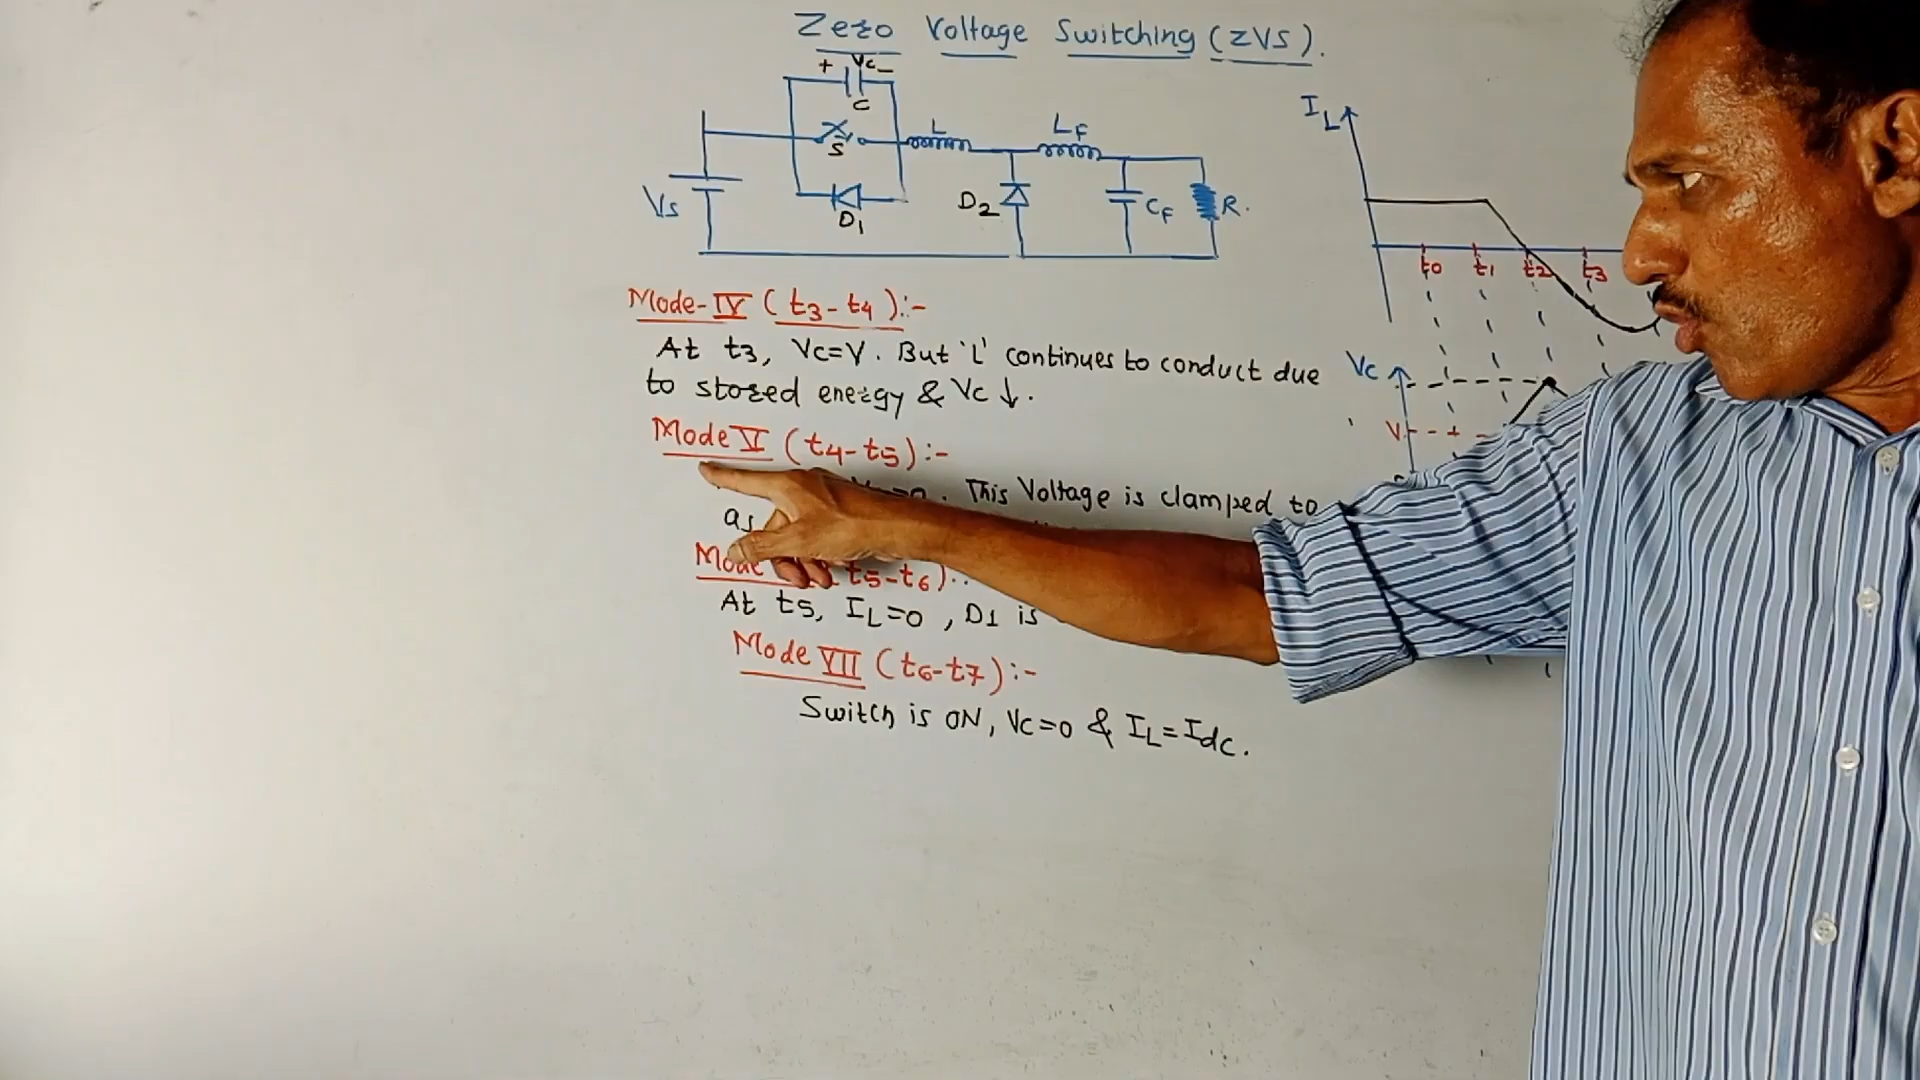 Zero Voltage Switching (ZVS).
+ Vc -
C
S
D1
L
LF
Vs
D2
CF
R.
IL
t0 t1 t2 t3
Vc
V
Mode-IV (t3-t4):-
At t3, Vc=V. But 'L' continues to conduct due
to stored energy & Vc ↓.
Mode V (t4-t5):-
=0. This Voltage is clamped to
as
Mode t5-t6)
At t5, IL=0, D1 is
Mode VII (t6-t7):-
Switch is ON, Vc=0 & IL=Idc.